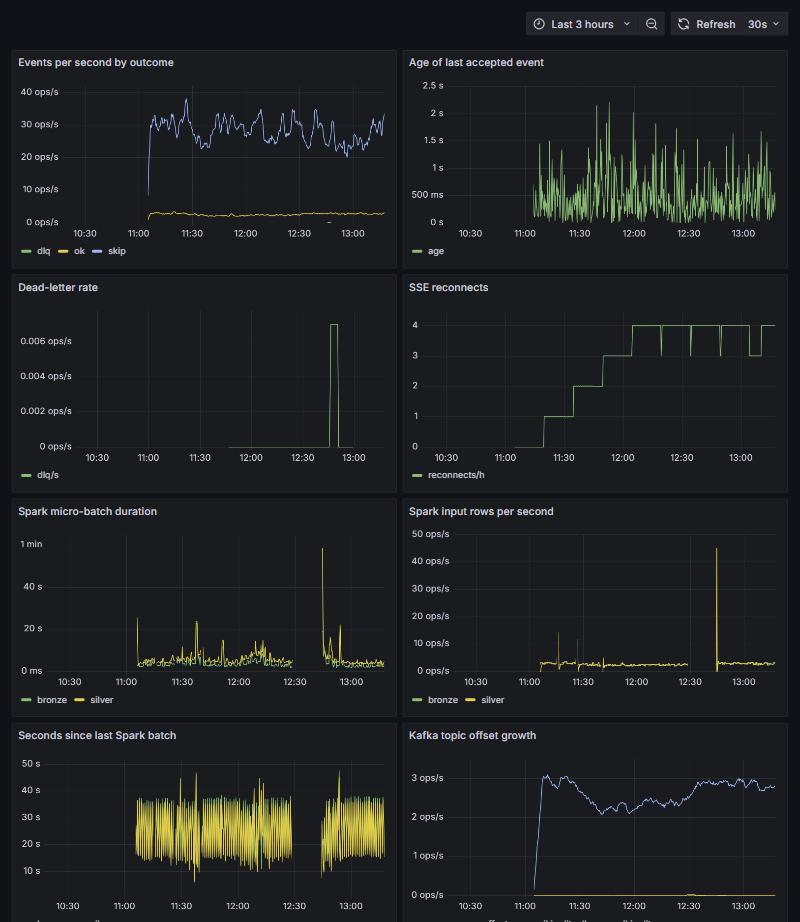 Last 3 hours
Refresh 30s
Events per second by outcome
40 ops/s
30 ops/s
20 ops/s
10 ops/s
0 ops/s
10:30 11:00 11:30 12:00 12:30 13:00
dlq ok skip
Age of last accepted event
2.5 s
2 s
1.5 s
1 s
500 ms
0 s
10:30 11:00 11:30 12:00 12:30 13:00
age
Dead-letter rate
0.006 ops/s
0.004 ops/s
0.002 ops/s
0 ops/s
10:30 11:00 11:30 12:00 12:30 13:00
dlq/s
SSE reconnects
4
3
2
1
0
10:30 11:00 11:30 12:00 12:30 13:00
reconnects/h
Spark micro-batch duration
1 min
40 s
20 s
0 ms
10:30 11:00 11:30 12:00 12:30 13:00
bronze silver
Spark input rows per second
50 ops/s
40 ops/s
30 ops/s
20 ops/s
10 ops/s
0 ops/s
10:30 11:00 11:30 12:00 12:30 13:00
bronze silver
Seconds since last Spark batch
50 s
40 s
30 s
20 s
10 s
10:30 11:00 11:30 12:00 12:30 13:00
Kafka topic offset growth
3 ops/s
2 ops/s
1 ops/s
0 ops/s
10:30 11:00 11:30 12:00 12:30 13:00